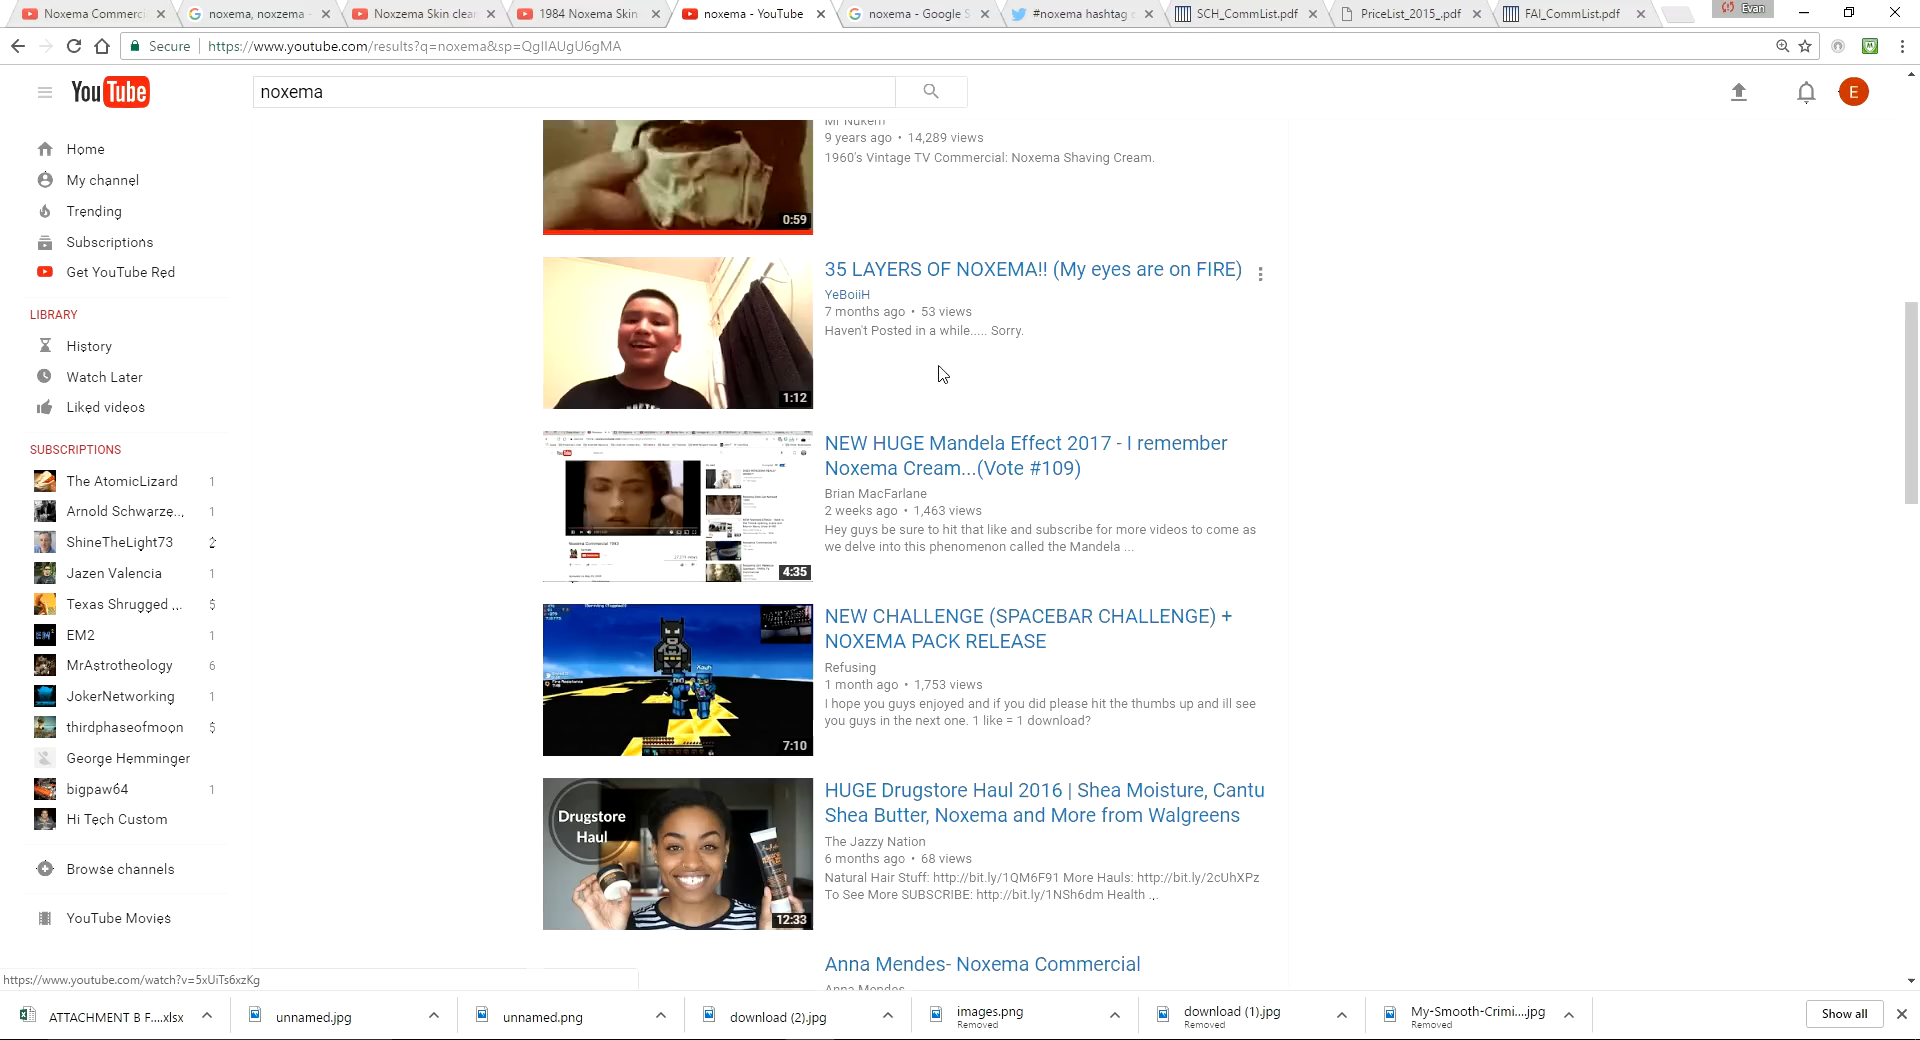 Noxema Commerci
noxema, noxzema -
Noxzema Skin clea
1984 Noxema Skin
noxema - YouTube
noxema - Google S
#noxema hashtag
SCH_CommList.pdf
PriceList_2015_.pdf
FAI_CommList.pdf
Evan
Secure
https://www.youtube.com/results?q=noxema&sp=QgIIAUgU6gMA
YouTube
noxema
E
Home
My channel
Trending
Subscriptions
Get YouTube Red
LIBRARY
History
Watch Later
Liked videos
SUBSCRIPTIONS
The AtomicLizard 1
Arnold Schwarze... 1
ShineTheLight73 2
Jazen Valencia 1
Texas Shrugged ...
EM2 1
MrAstrotheology 6
JokerNetworking 1
thirdphaseofmoon
George Hemminger
bigpaw64 1
Hi Tech Custom
Browse channels
YouTube Movies
Mr Nukem
9 years ago • 14,289 views
1960's Vintage TV Commercial: Noxema Shaving Cream.
0:59
35 LAYERS OF NOXEMA!! (My eyes are on FIRE)
YeBoiiH
7 months ago • 53 views
Haven't Posted in a while..... Sorry.
1:12
NEW HUGE Mandela Effect 2017 - I remember
Noxema Cream...(Vote #109)
Brian MacFarlane
2 weeks ago • 1,463 views
Hey guys be sure to hit that like and subscribe for more videos to come as
we delve into this phenomenon called the Mandela ...
4:35
NEW CHALLENGE (SPACEBAR CHALLENGE) +
NOXEMA PACK RELEASE
Refusing
1 month ago • 1,753 views
I hope you guys enjoyed and if you did please hit the thumbs up and ill see
you guys in the next one. 1 like = 1 download?
7:10
Drugstore
Haul
HUGE Drugstore Haul 2016 | Shea Moisture, Cantu
Shea Butter, Noxema and More from Walgreens
The Jazzy Nation
6 months ago • 68 views
Natural Hair Stuff: http://bit.ly/1QM6F91 More Hauls: http://bit.ly/2cUhXPz
To See More SUBSCRIBE: http://bit.ly/1NSh6dm Health ...
12:33
Anna Mendes- Noxema Commercial
Anna Mendes
https://www.youtube.com/watch?v=5xUiTs6xzKg
ATTACHMENT B F....xlsx
unnamed.jpg
unnamed.png
download (2).jpg
images.png
Removed
download (1).jpg
Removed
My-Smooth-Crimi....jpg
Removed
Show all